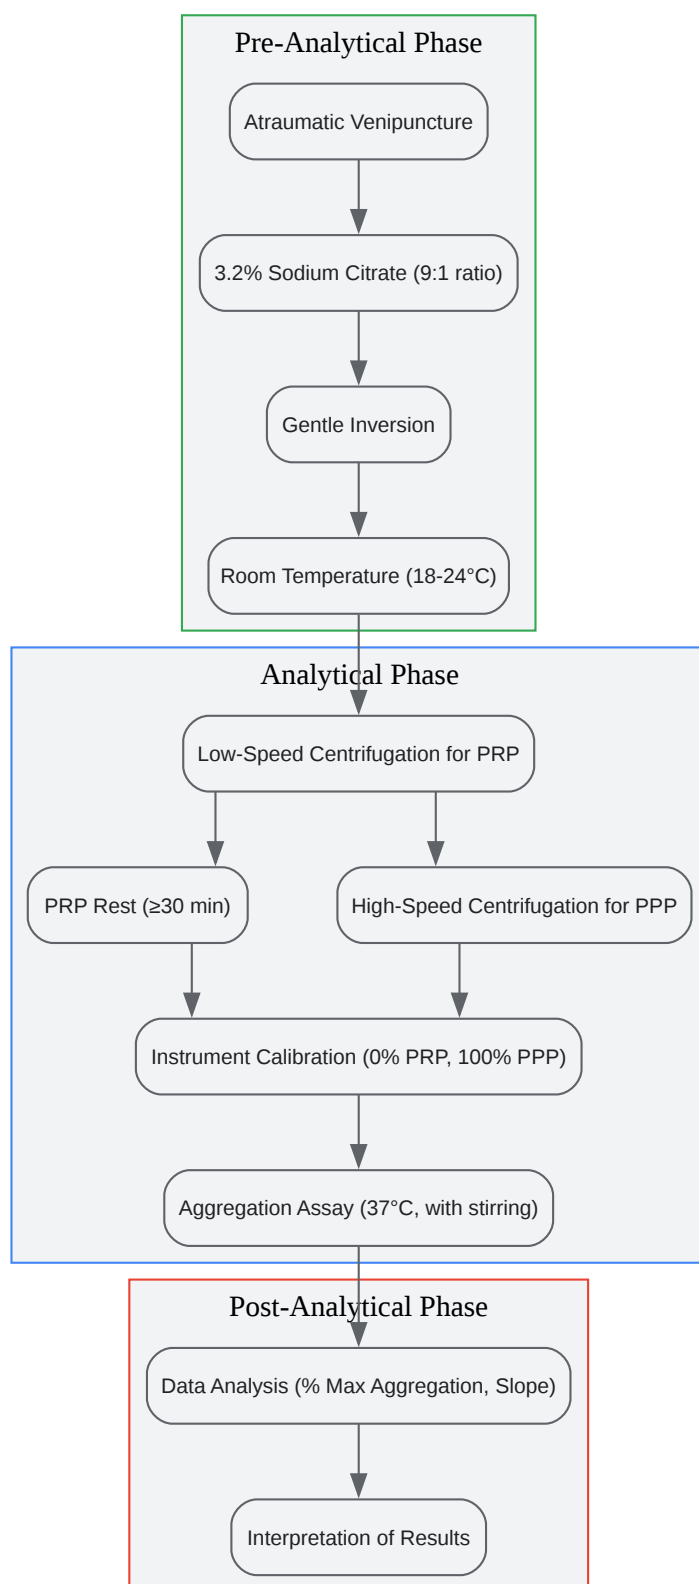 Pre-Analytical Phase
Atraumatic Venipuncture
3.2% Sodium Citrate (9:1 ratio)
Gentle Inversion
Room Temperature (18-24°C)
Analytical Phase
Low-Speed Centrifugation for PRP
PRP Rest (≥30 min)
High-Speed Centrifugation for PPP
Instrument Calibration (0% PRP, 100% PPP)
Aggregation Assay (37°C, with stirring)
Post-Analytical Phase
Data Analysis (% Max Aggregation, Slope)
Interpretation of Results